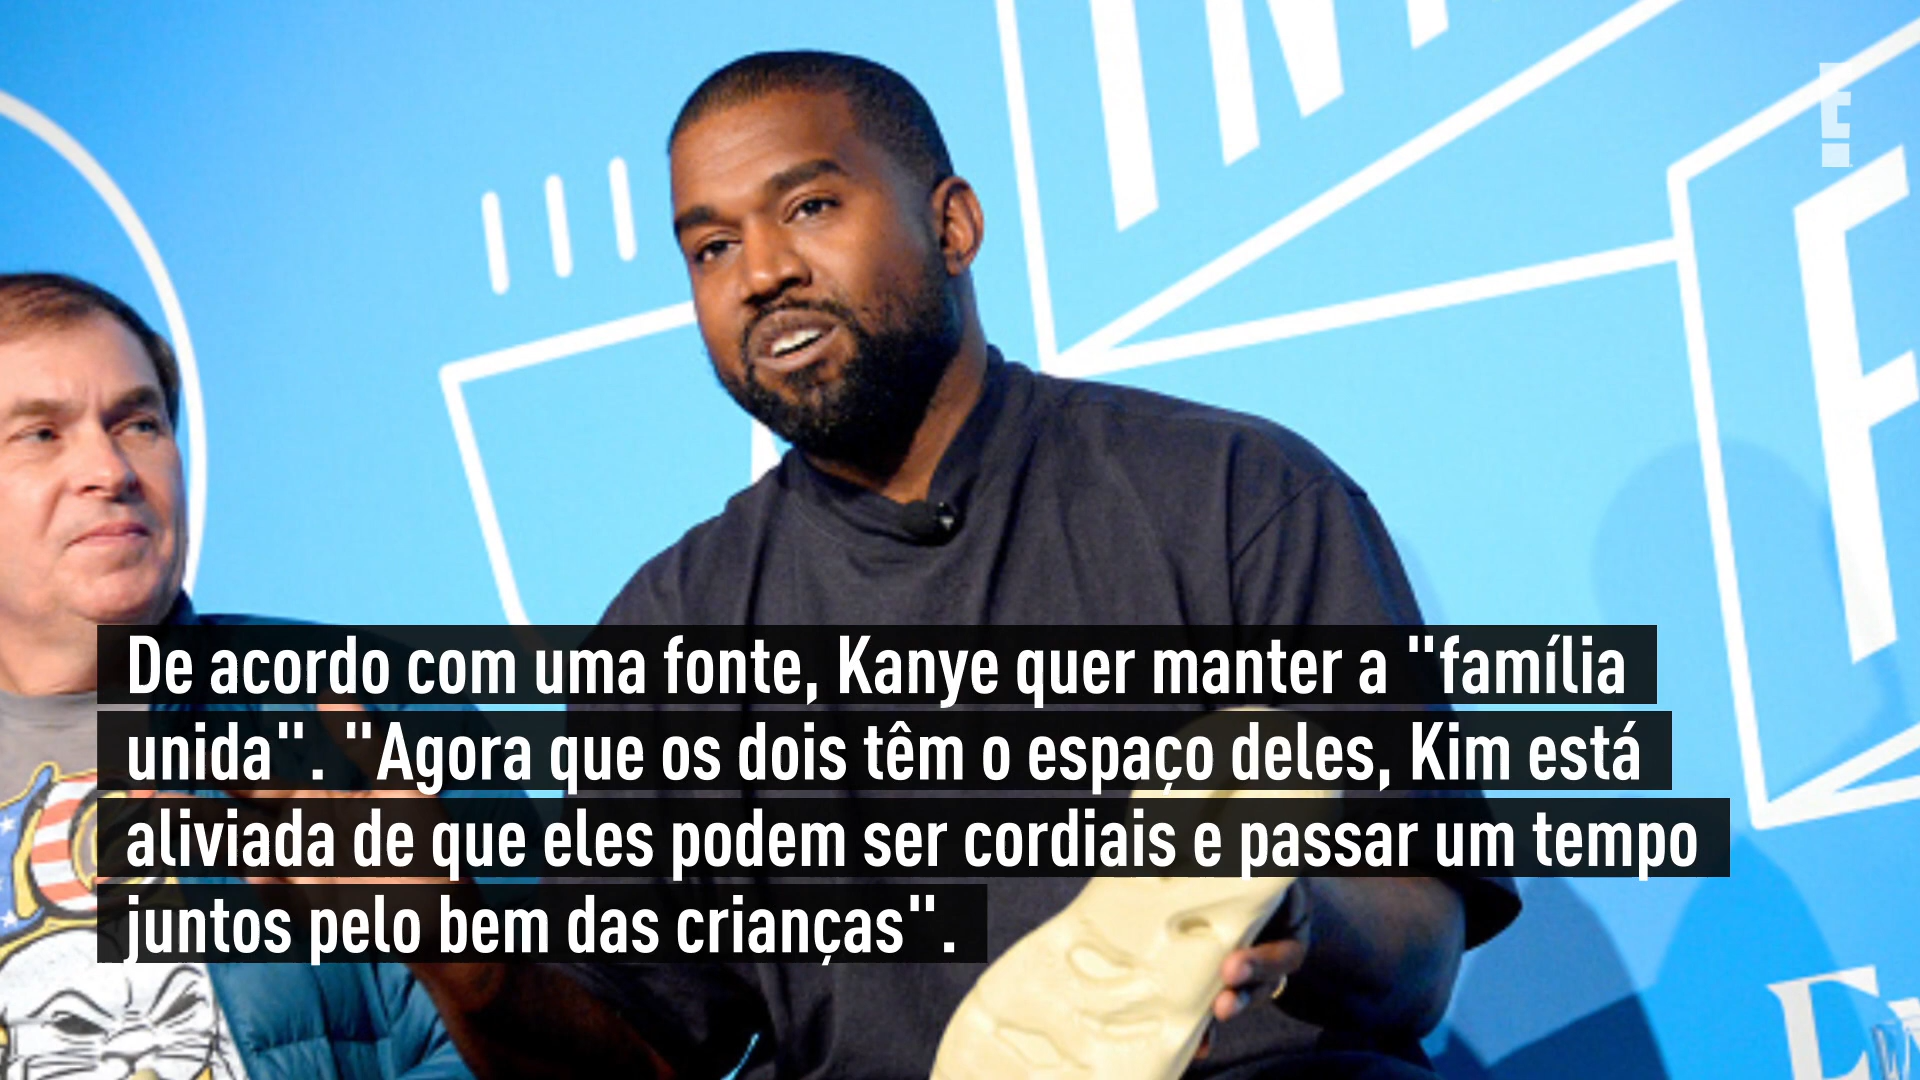 E!
De acordo com uma fonte, Kanye quer manter a "família
unida". "Agora que os dois têm o espaço deles, Kim está
aliviada de que eles podem ser cordiais e passar um tempo
juntos pelo bem das crianças".